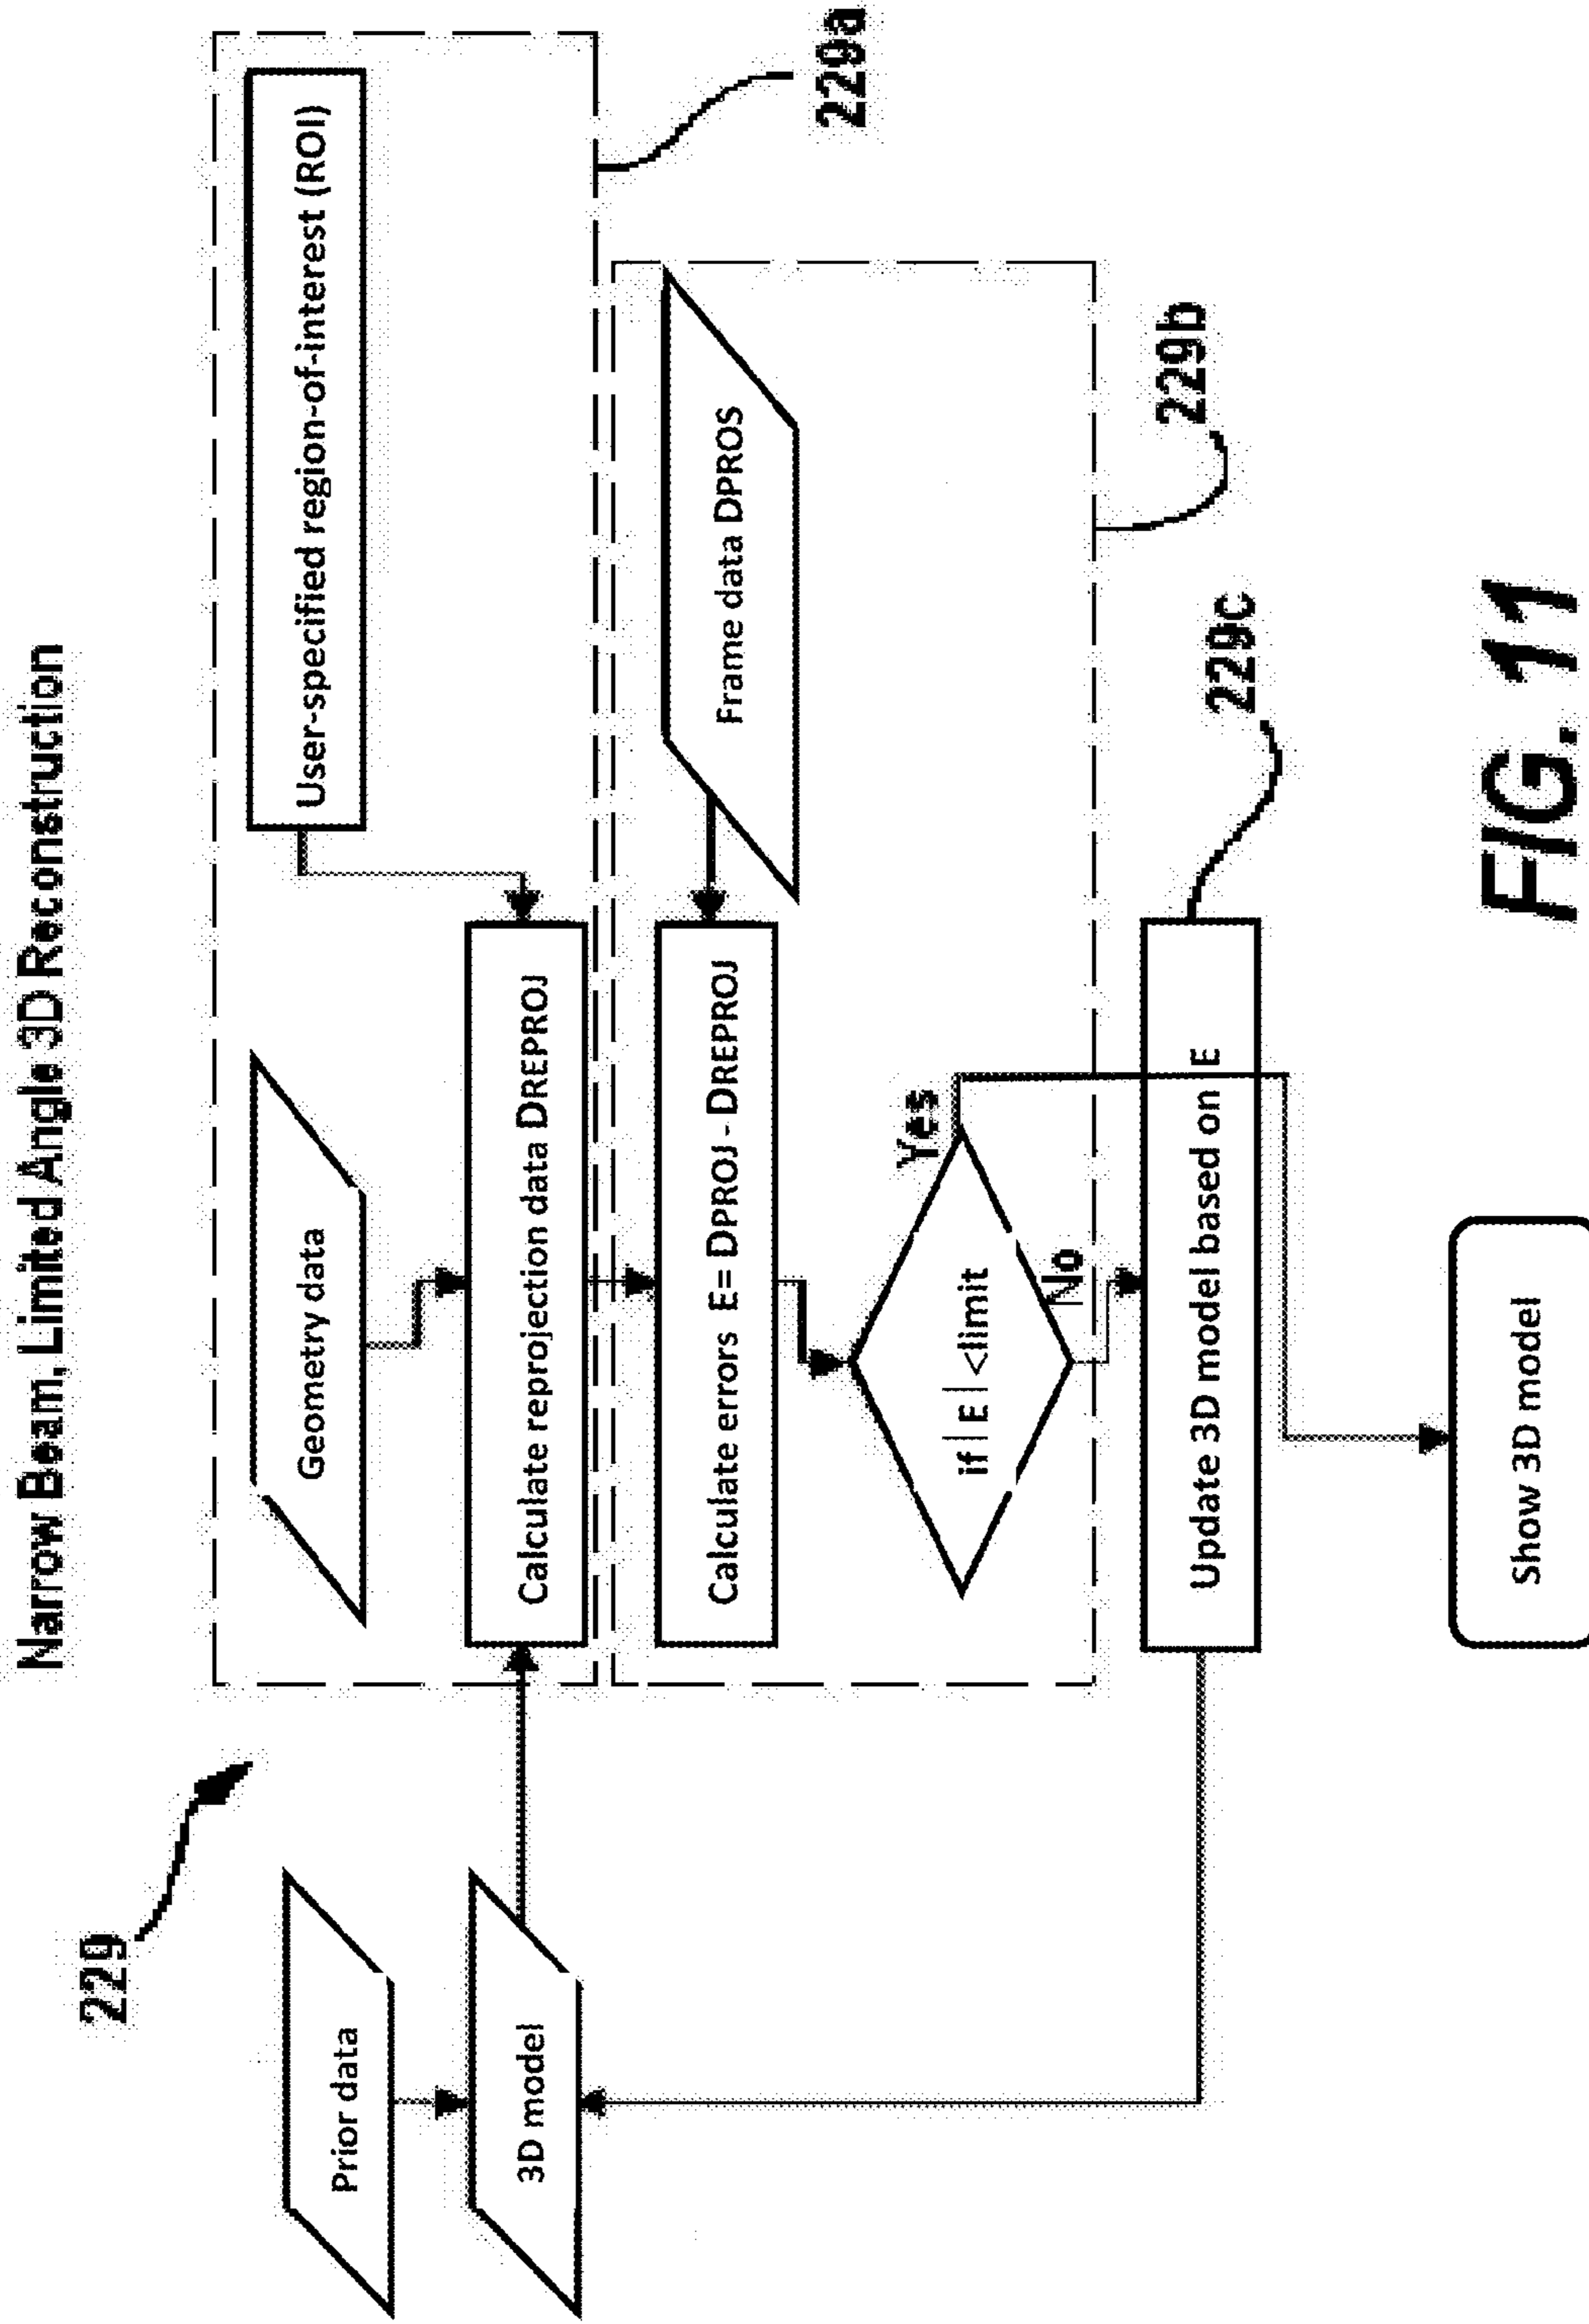 Narrow Beam, Limited Angle 3D Reconstruction
229
Prior data
Geometry data
User-specified region-of-interest (ROI)
3D model
Calculate reprojection data DREPROJ
229a
Calculate errors E= DPROJ - DREPROJ
Frame data DPROS
Yes
if |E| <limit
No
229b
Update 3D model based on E
229c
Show 3D model
FIG. 11